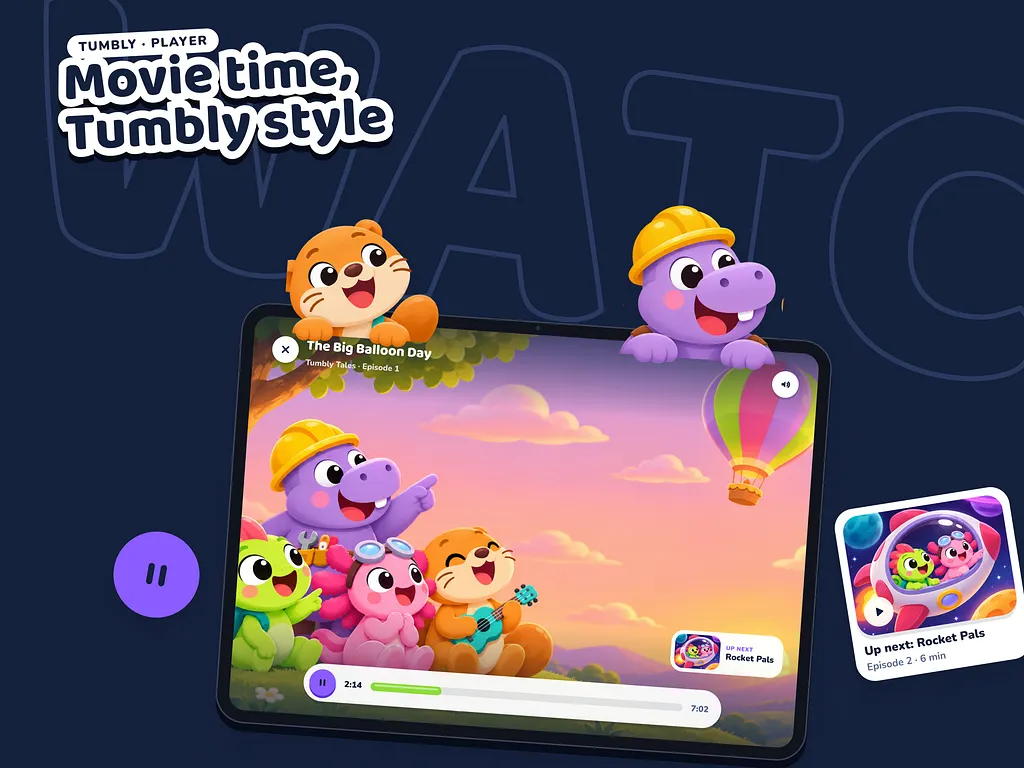 TUMBLY · PLAYER
Movie time,
Tumbly style
WATC
The Big Balloon Day
Tumbly Tales · Episode 1
UP NEXT
Rocket Pals
2:14
7:02
Up next: Rocket Pals
Episode 2 · 6 min